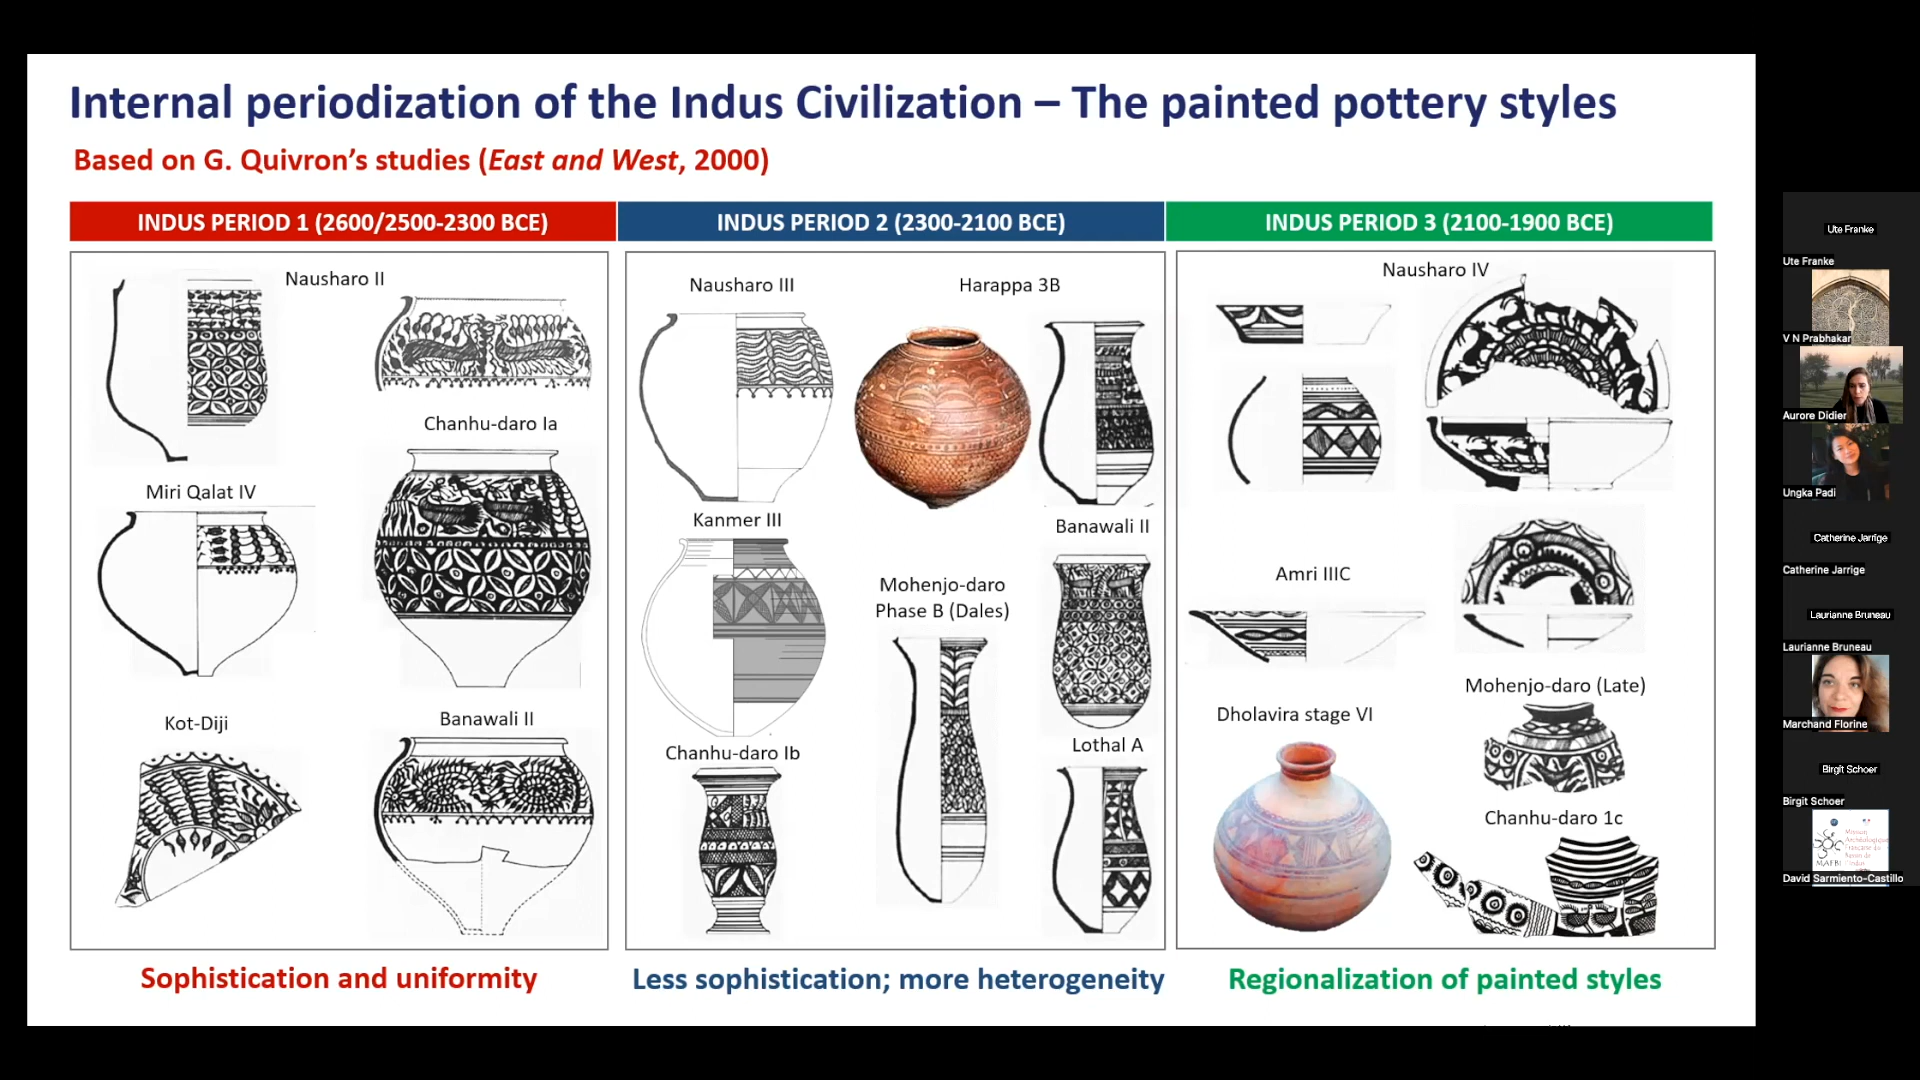 Internal periodization of the Indus Civilization – The painted pottery styles
Based on G. Quivron’s studies (East and West, 2000)
INDUS PERIOD 1 (2600/2500-2300 BCE)
Nausharo II
Chanhu-daro Ia
Miri Qalat IV
Kot-Diji
Banawali II
Sophistication and uniformity
INDUS PERIOD 2 (2300-2100 BCE)
Nausharo III
Harappa 3B
Kanmer III
Banawali II
Mohenjo-daro
Phase B (Dales)
Chanhu-daro Ib
Lothal A
Less sophistication; more heterogeneity
INDUS PERIOD 3 (2100-1900 BCE)
Nausharo IV
Amri IIIC
Mohenjo-daro (Late)
Dholavira stage VI
Chanhu-daro 1c
Regionalization of painted styles
Ute Franke
Ute Franke
V N Prabhakar
Aurore Didier
Ungka Padi
Catherine Jarrige
Catherine Jarrige
Laurianne Bruneau
Laurianne Bruneau
Marchand Florine
Birgit Schoer
Birgit Schoer
MAFBI
David Sarmiento-Castillo